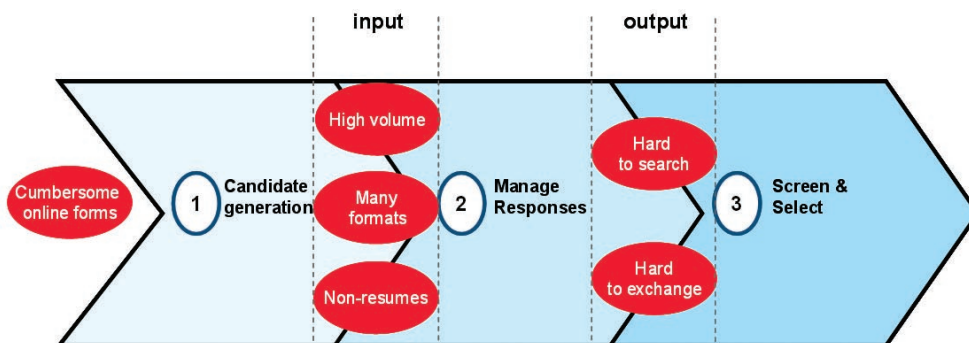 input
output
High volume
Hard
to search
Cumbersome
online forms
1
Candidate
generation
Many
formats
2
Manage
Responses
3
Screen &
Select
Non-resumes
Hard
to exchange